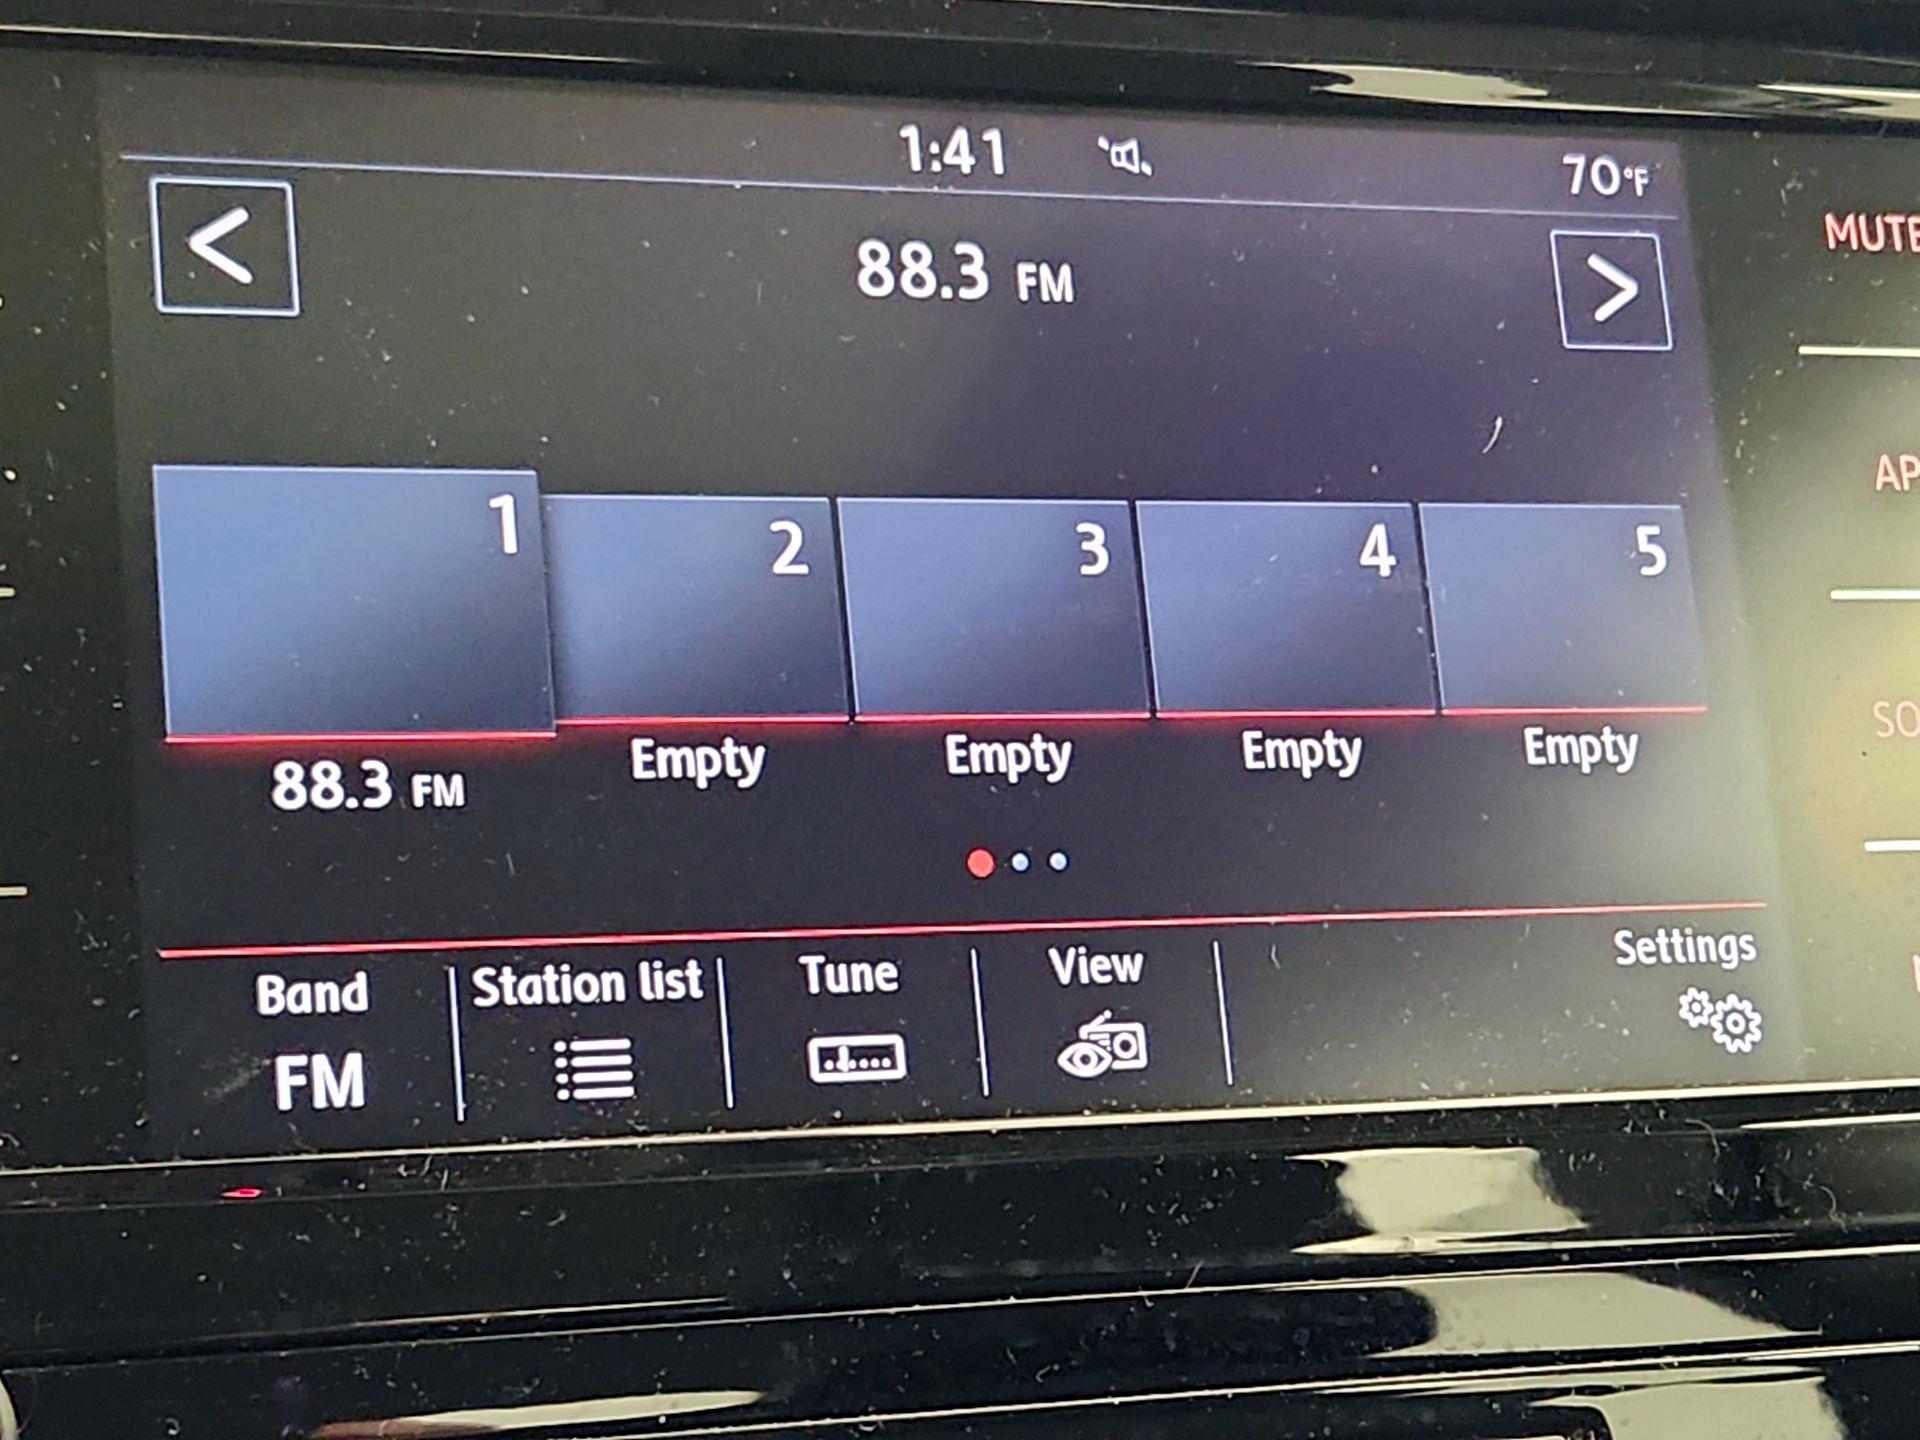 1:41 70°F
MUTE
< 88.3 FM >
1 2 3 4 5
88.3 FM Empty Empty Empty Empty
Band Station list Tune View Settings
FM